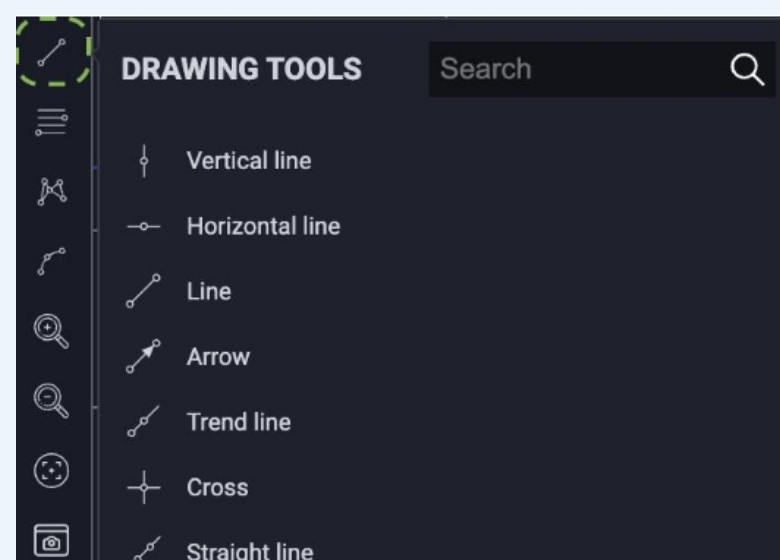 DRAWING TOOLS
Search
Vertical line
Horizontal line
Line
Arrow
Trend line
Cross
Straight line